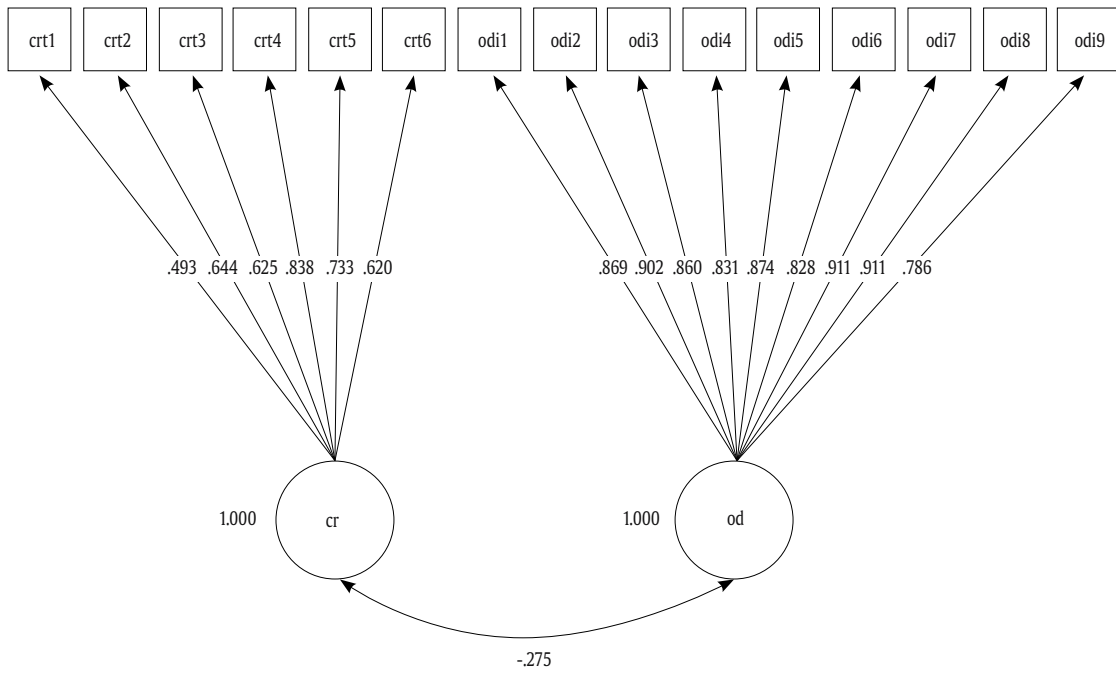 crt1 crt2 crt3 crt4 crt5 crt6 odi1 odi2 odi3 odi4 odi5 odi6 odi7 odi8 odi9
.493 .644 .625 .838 .733 .620 .869 .902 .860 .831 .874 .828 .911 .911 .786
1.000 cr 1.000 od
-.275